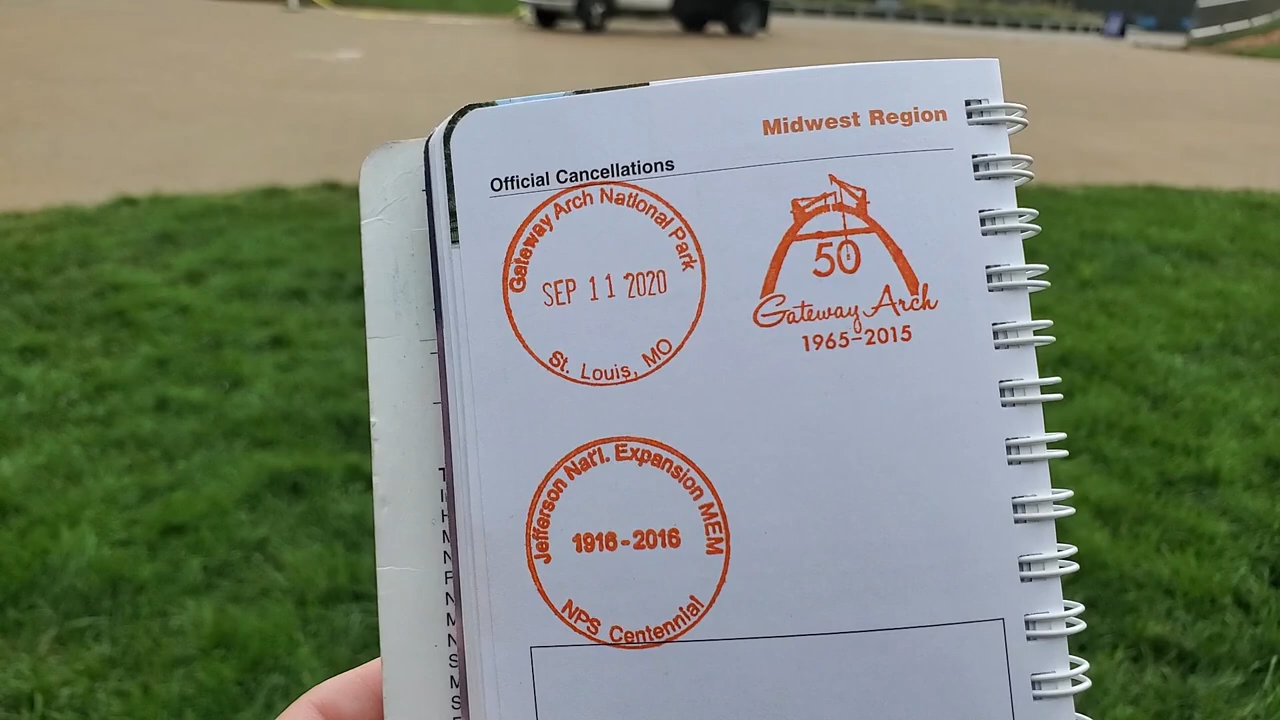 Midwest Region
Official Cancellations
Gateway Arch National Park
SEP 11 2020
St. Louis, MO
50
Gateway Arch
1965-2015
Jefferson Nat'l. Expansion MEM
1916-2016
NPS Centennial